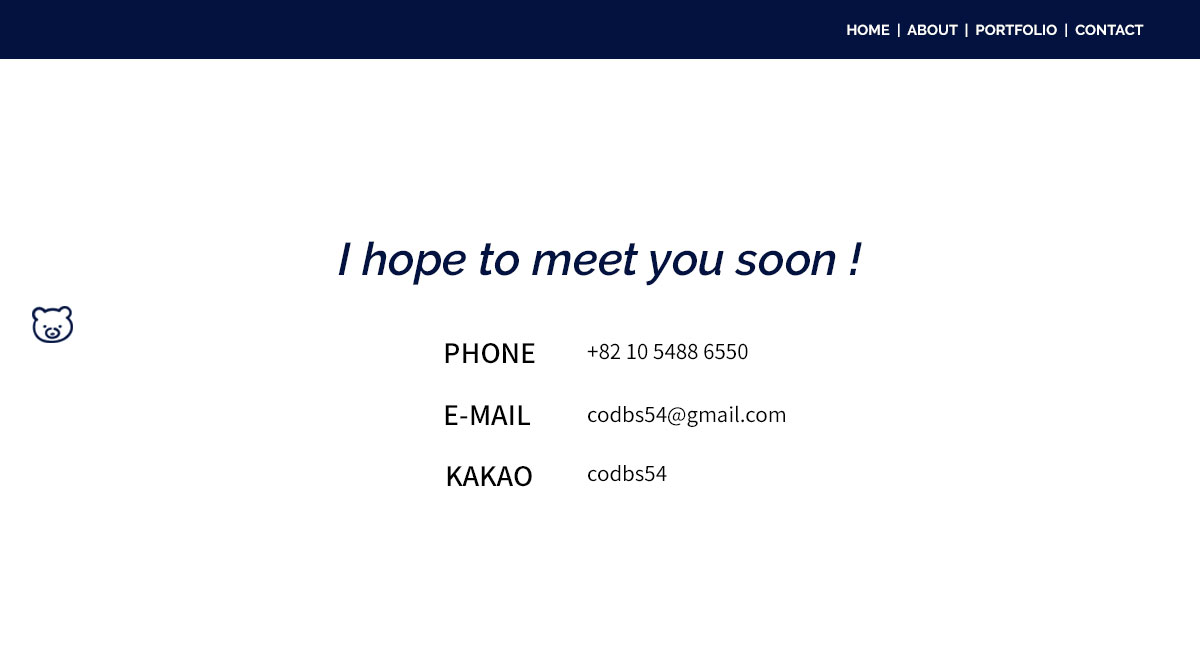 HOME | ABOUT | PORTFOLIO | CONTACT
I hope to meet you soon !
PHONE +82 10 5488 6550
E-MAIL codbs54@gmail.com
KAKAO codbs54